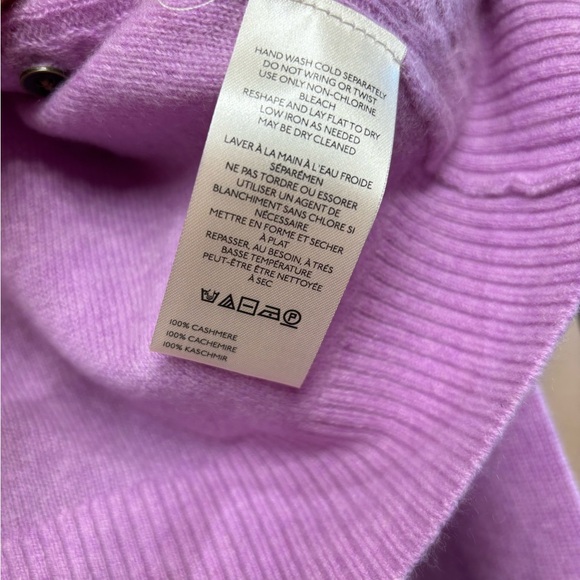 HAND WASH COLD SEPARATELY
DO NOT WRING OR TWIST
USE ONLY NON-CHLORINE
BLEACH
RESHAPE AND LAY FLAT TO DRY
LOW IRON AS NEEDED
MAY BE DRY CLEANED
LAVER À LA MAIN À L'EAU FROIDE
SÉPARÉMEN
NE PAS TORDRE OU ESSORER
UTILISER UN AGENT DE
BLANCHIMENT SANS CHLORE SI
NÉCESSAIRE
METTRE EN FORME ET SECHER
À PLAT
REPASSER, AU BESOIN, À TRÉS
BASSE TEMPÉRATURE
PEUT-ÊTRE ÊTRE NETTOYÉE
À SEC
P
100% CASHMERE
100% CACHEMIRE
100% KASCHMIR